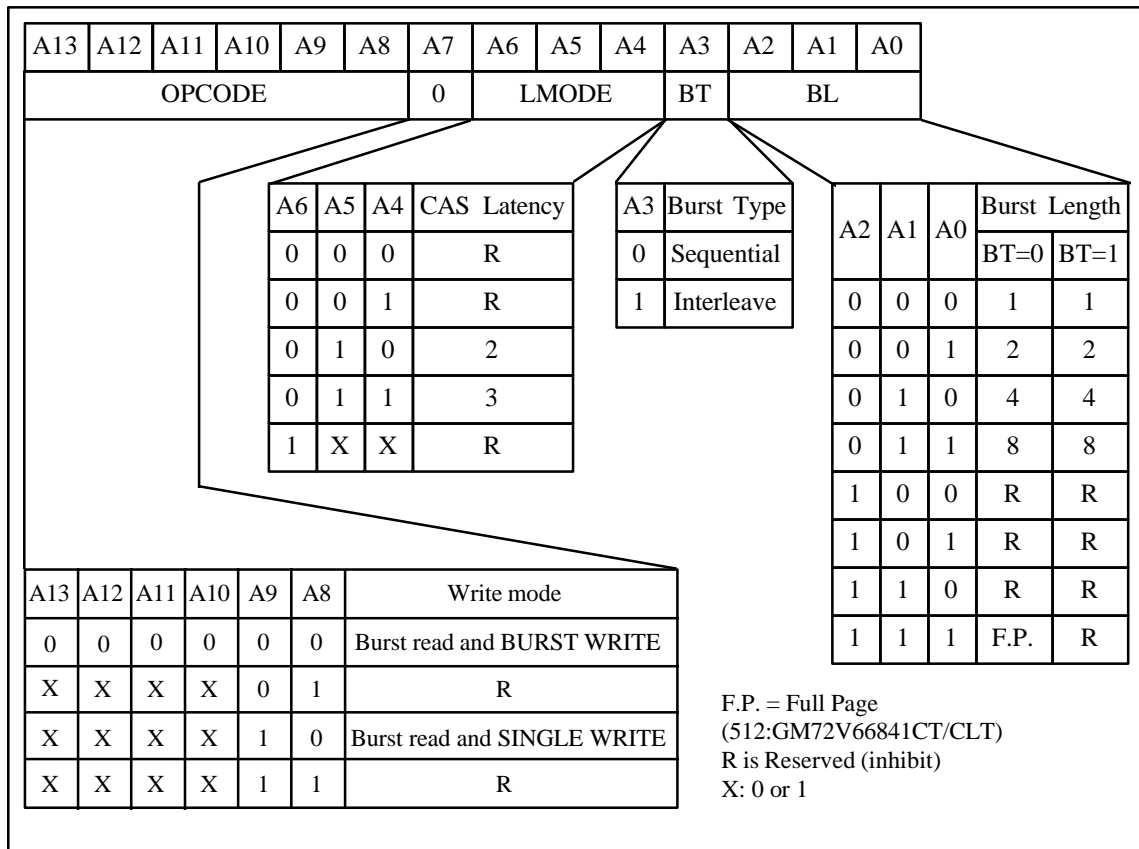 A13 A12 A11 A10 A9 A8 A7 A6 A5 A4 A3 A2 A1 A0
OPCODE 0 LMODE BT BL
A6 A5 A4 CAS Latency
0 0 0 R
0 0 1 R
0 1 0 2
0 1 1 3
1 X X R
A3 Burst Type
0 Sequential
1 Interleave
A2 A1 A0 Burst Length
BT=0 BT=1
0 0 0 1 1
0 0 1 2 2
0 1 0 4 4
0 1 1 8 8
1 0 0 R R
1 0 1 R R
1 1 0 R R
1 1 1 F.P. R
A13 A12 A11 A10 A9 A8 Write mode
0 0 0 0 0 0 Burst read and BURST WRITE
X X X X 0 1 R
X X X X 1 0 Burst read and SINGLE WRITE
X X X X 1 1 R
F.P. = Full Page
(512:GM72V66841CT/CLT)
R is Reserved (inhibit)
X: 0 or 1